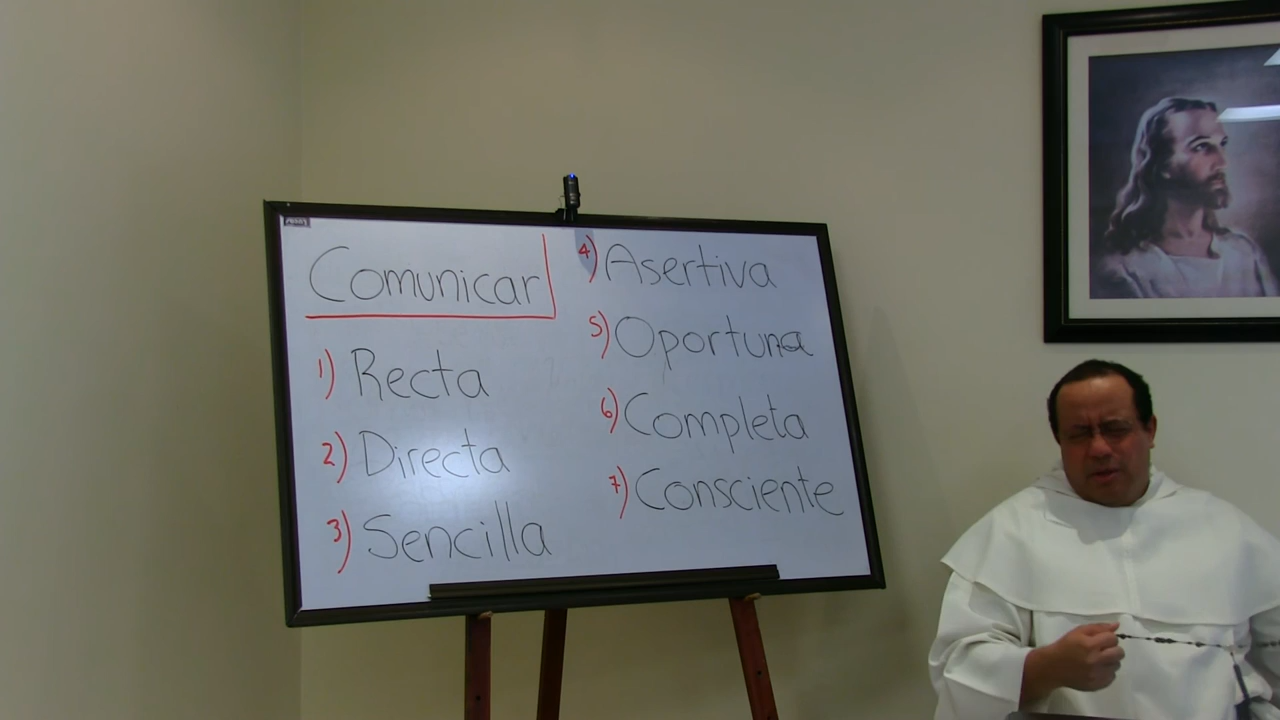 Comunicar
1) Recta
2) Directa
3) Sencilla
4) Asertiva
5) Oportuna
6) Completa
7) Consciente